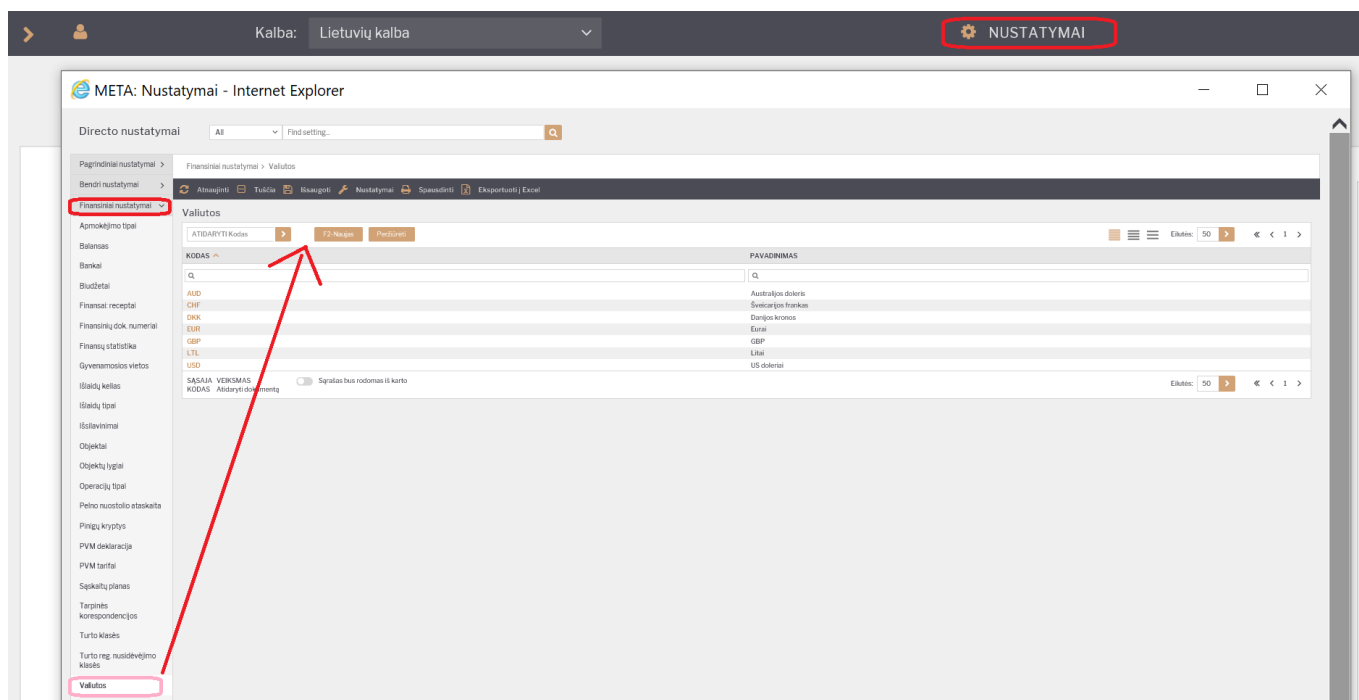 Kalba: Lietuvių kalba NUSTATYMAI
META: Nustatymai - Internet Explorer
Directo nustatymai All Find setting...
Pagrindiniai nustatymai >
Finansiniai nustatymai > Valiutos
Bendri nustatymai >
Atnaujinti Tuščia Išsaugoti Nustatymai Spausdinti Eksportuoti į Excel
Finansiniai nustatymai
Valiutos
Apmokėjimo tipai
ATIDARYTI Kodas > F2-Naujas Peržiūrėti Eilutės: 50 > « < 1 >
Balansas
KODAS PAVADINIMAS
Bankai
Biudžetai
AUD Australijos doleris
Finansai: receptai
CHF Šveicarijos frankas
DKK Danijos kronos
Finansinių dok. numeriai
EUR Eurai
GBP GBP
Finansų statistika
LTL Litai
Gyvenamosios vietos
USD US doleriai
SĄSAJA VEIKSMAS Sąrašas bus rodomas iš karto Eilutės: 50 > « < 1 >
KODAS Atidaryti dokumentą
Išlaidų kelias
Išlaidų tipai
Išsilavinimai
Objektai
Objektų lygiai
Operacijų tipai
Pelno nuostolio ataskaita
Pinigų kryptys
PVM deklaracija
PVM tarifai
Sąskaitų planas
Tarpinės
korespondencijos
Turto klasės
Turto reg. nusidėvėjimo
klasės
Valiutos